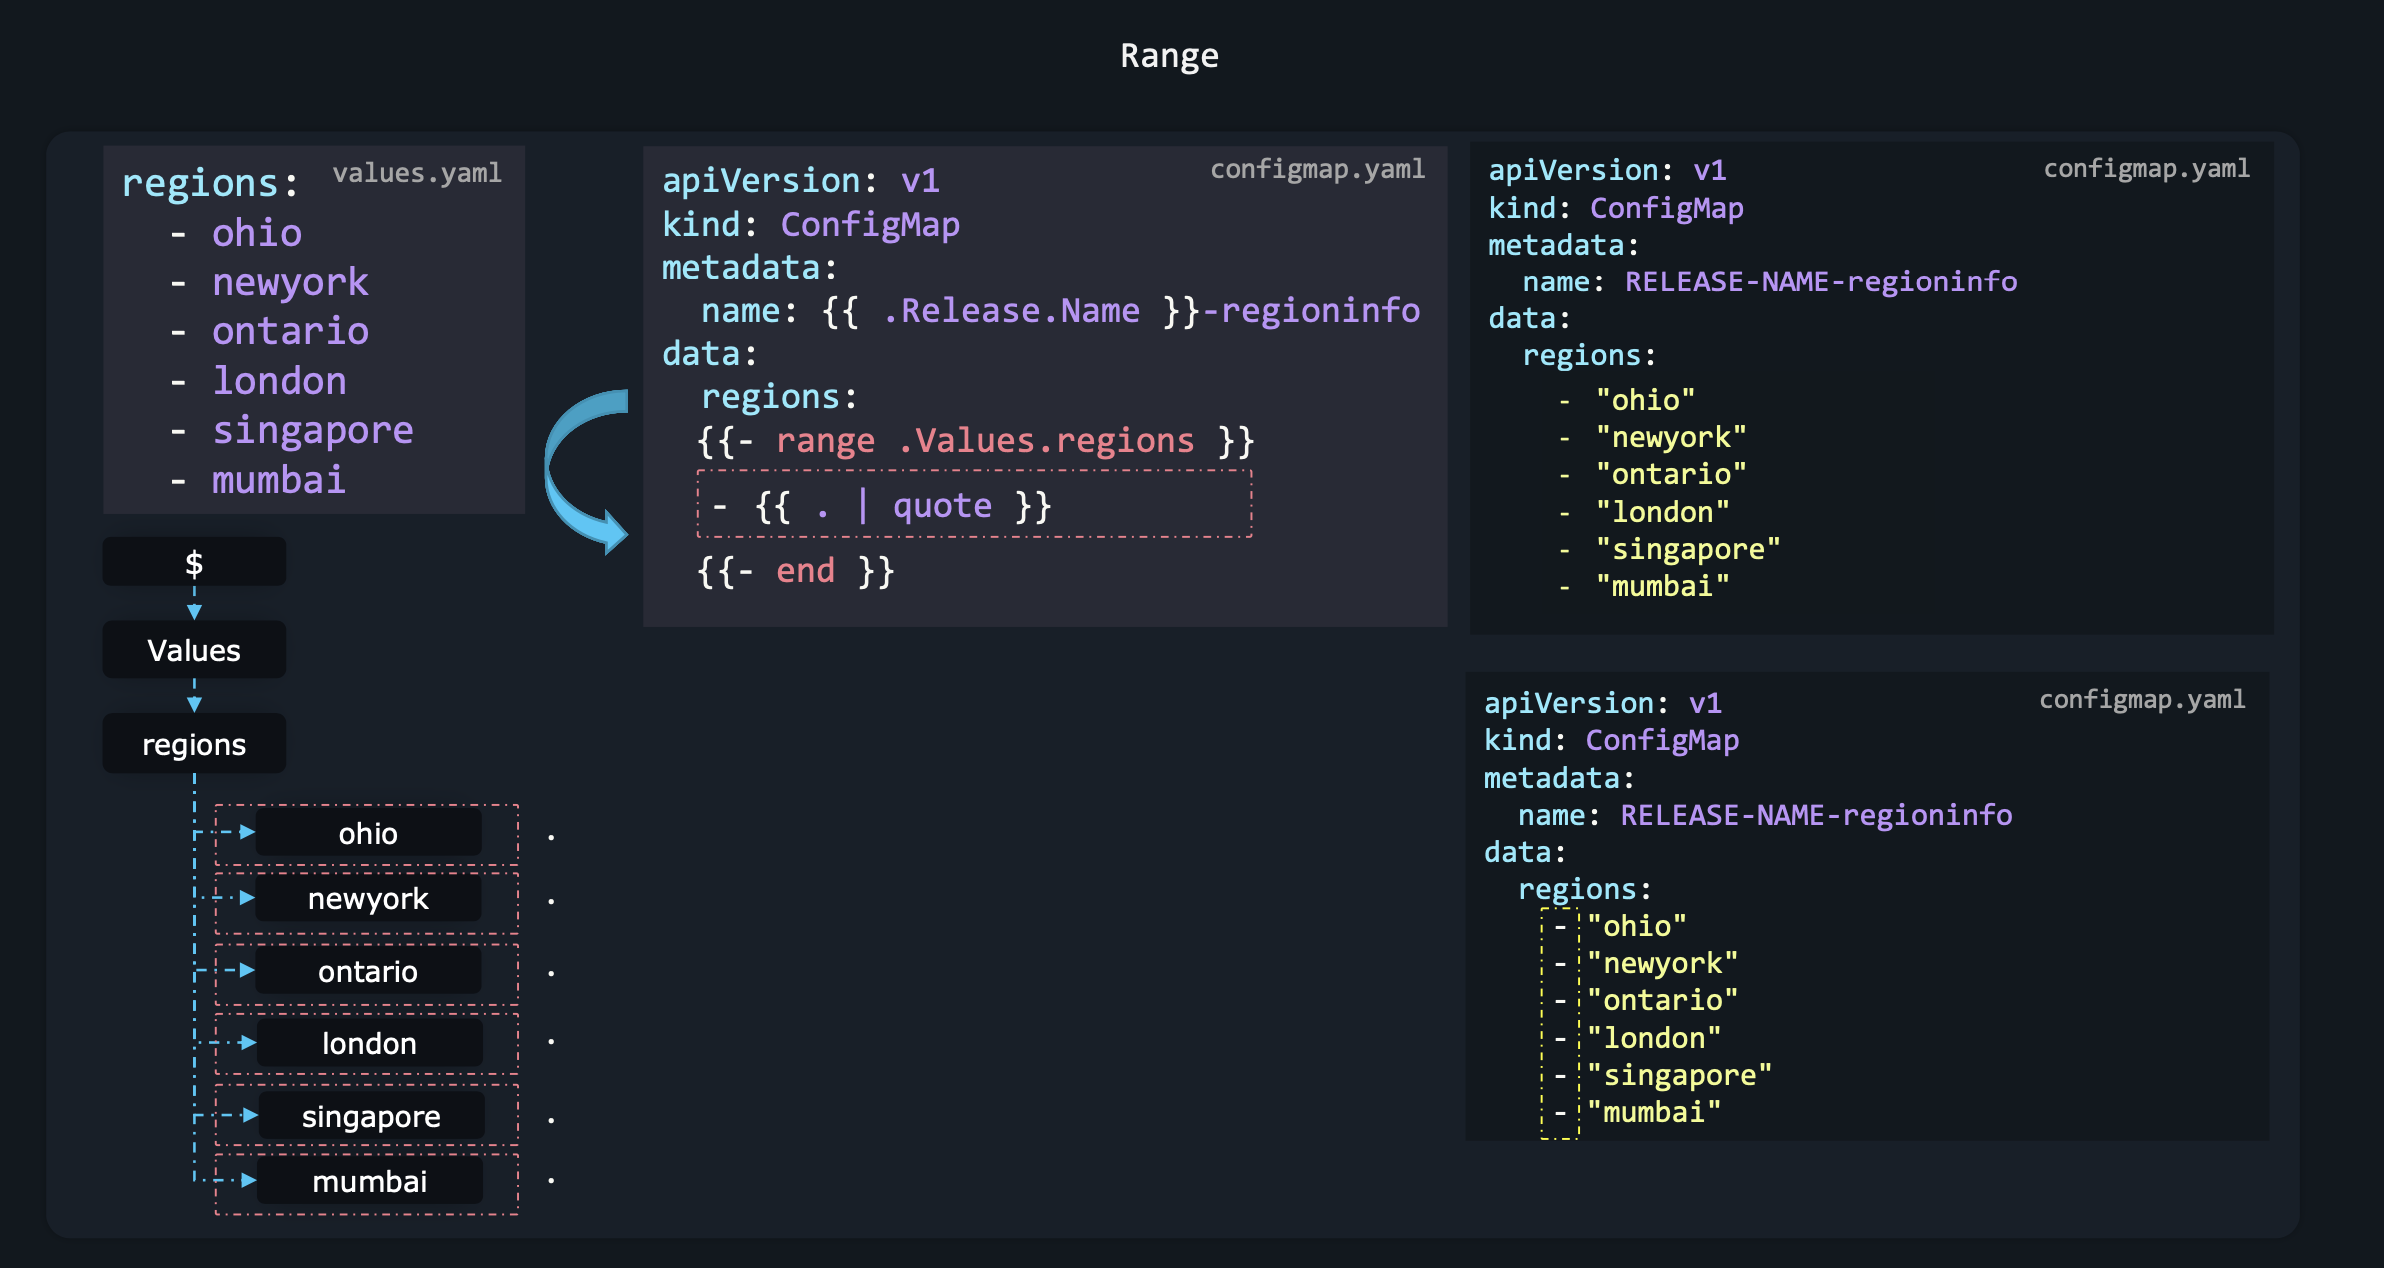 Range
regions: values.yaml
- ohio
- newyork
- ontario
- london
- singapore
- mumbai
$
Values
regions
ohio .
newyork .
ontario .
london .
singapore .
mumbai .
apiVersion: v1 configmap.yaml
kind: ConfigMap
metadata:
name: {{ .Release.Name }}-regioninfo
data:
regions:
{{- range .Values.regions }}
- {{ . | quote }}
{{- end }}
apiVersion: v1 configmap.yaml
kind: ConfigMap
metadata:
name: RELEASE-NAME-regioninfo
data:
regions:
- "ohio"
- "newyork"
- "ontario"
- "london"
- "singapore"
- "mumbai"
apiVersion: v1 configmap.yaml
kind: ConfigMap
metadata:
name: RELEASE-NAME-regioninfo
data:
regions:
- "ohio"
- "newyork"
- "ontario"
- "london"
- "singapore"
- "mumbai"